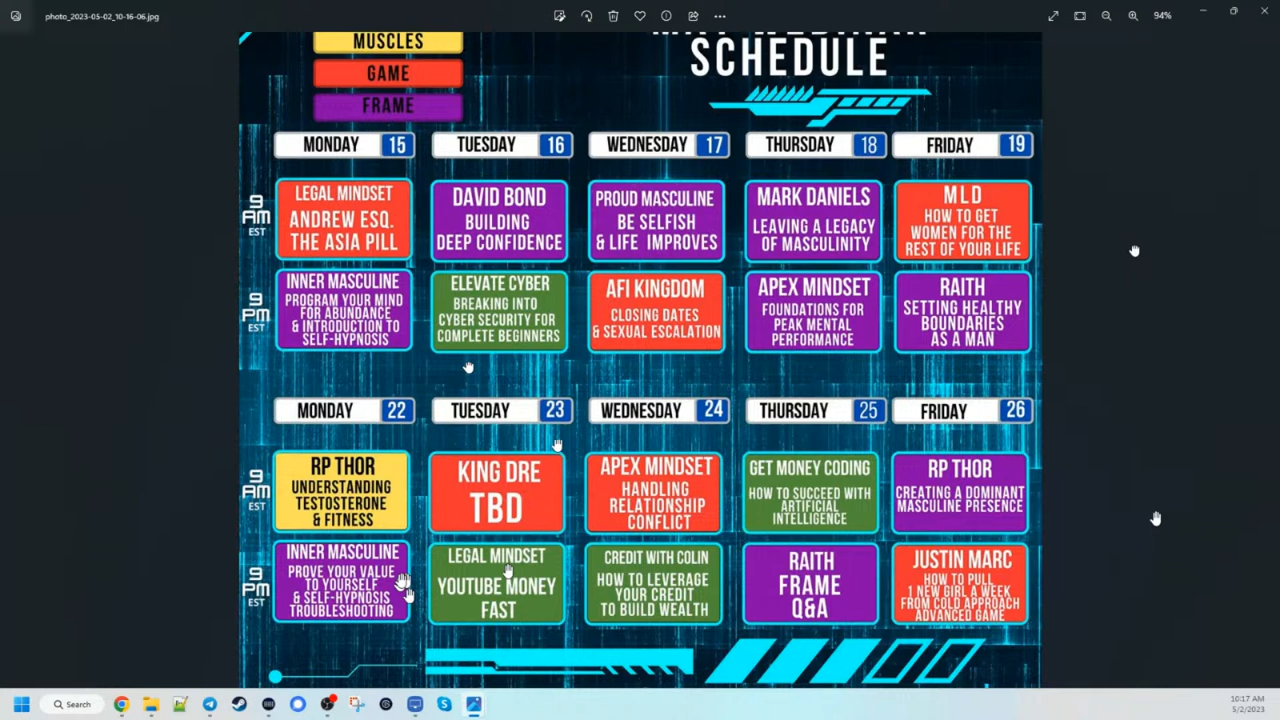 photo_2023-05-02_10-16-06.jpg
94%
MUSCLES
GAME
FRAME
SCHEDULE
MONDAY 15
TUESDAY 16
WEDNESDAY 17
THURSDAY 18
FRIDAY 19
9
AM
EST
LEGAL MINDSET
ANDREW ESQ.
THE ASIA PILL
DAVID BOND
BUILDING
DEEP CONFIDENCE
PROUD MASCULINE
BE SELFISH
& LIFE IMPROVES
MARK DANIELS
LEAVING A LEGACY
OF MASCULINITY
MLD
HOW TO GET
WOMEN FOR THE
REST OF YOUR LIFE
9
PM
EST
INNER MASCULINE
PROGRAM YOUR MIND
FOR ABUNDANCE
& INTRODUCTION TO
SELF-HYPNOSIS
ELEVATE CYBER
BREAKING INTO
CYBER SECURITY FOR
COMPLETE BEGINNERS
AFI KINGDOM
CLOSING DATES
& SEXUAL ESCALATION
APEX MINDSET
FOUNDATIONS FOR
PEAK MENTAL
PERFORMANCE
RAITH
SETTING HEALTHY
BOUNDARIES
AS A MAN
MONDAY 22
TUESDAY 23
WEDNESDAY 24
THURSDAY 25
FRIDAY 26
9
AM
EST
RP THOR
UNDERSTANDING
TESTOSTERONE
& FITNESS
KING DRE
TBD
APEX MINDSET
HANDLING
RELATIONSHIP
CONFLICT
GET MONEY CODING
HOW TO SUCCEED WITH
ARTIFICIAL
INTELLIGENCE
RP THOR
CREATING A DOMINANT
MASCULINE PRESENCE
9
PM
EST
INNER MASCULINE
PROVE YOUR VALUE
TO YOURSELF
& SELF-HYPNOSIS
TROUBLESHOOTING
LEGAL MINDSET
YOUTUBE MONEY
FAST
CREDIT WITH COLIN
HOW TO LEVERAGE
YOUR CREDIT
TO BUILD WEALTH
RAITH
FRAME
Q&A
JUSTIN MARC
HOW TO PULL
1 NEW GIRL A WEEK
FROM COLD APPROACH
ADVANCED GAME
Search
10:17 AM
5/2/2023